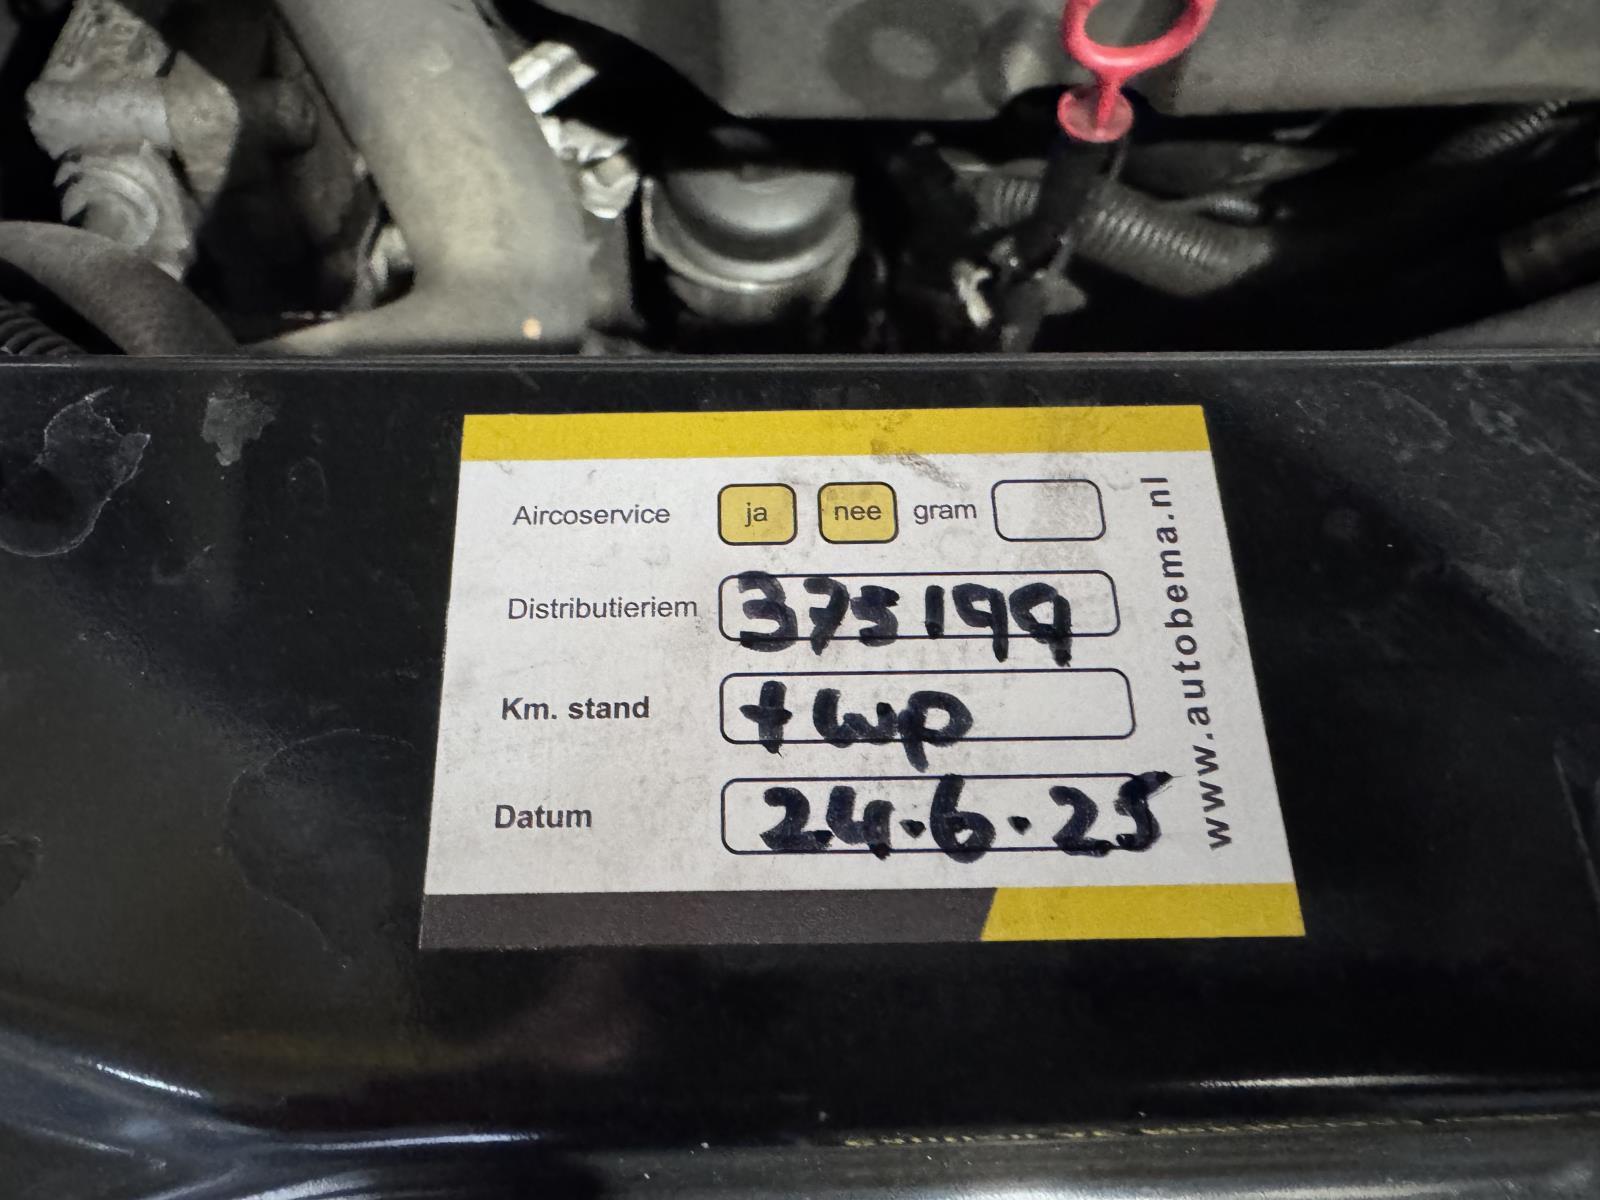 Aircoservice ja nee gram
Distributieriem 375199
Km. stand + wp
Datum 24.6.25
www.autobema.nl